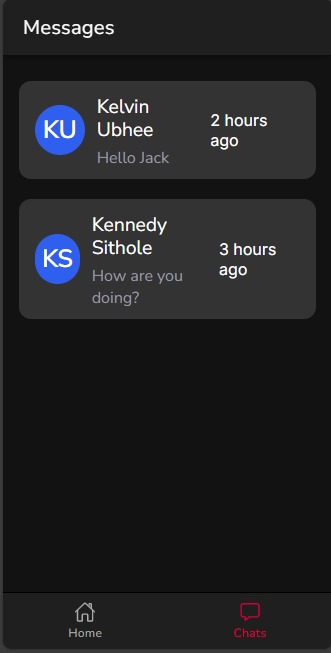 Messages
KU
Kelvin
Ubhee
Hello Jack
2 hours
ago
KS
Kennedy
Sithole
How are you
doing?
3 hours
ago
Home
Chats